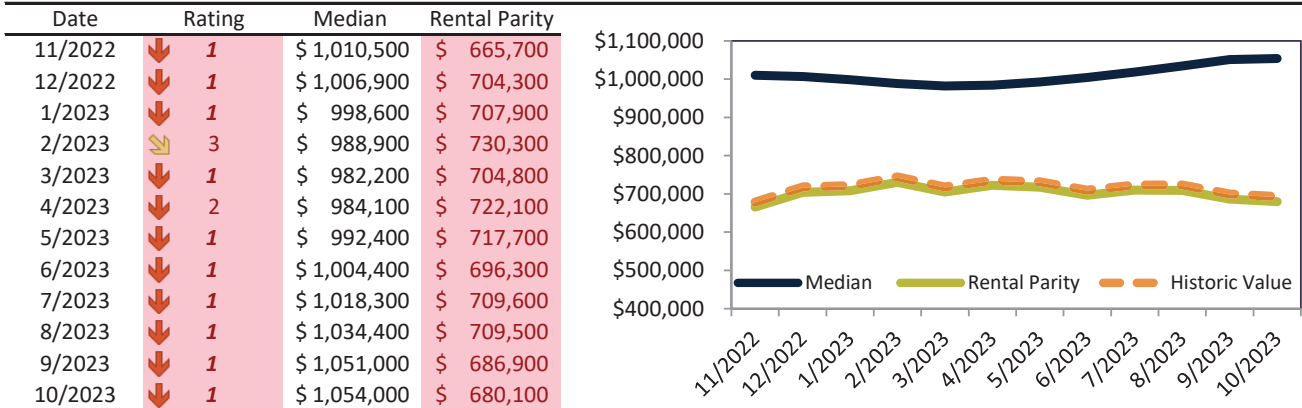 Date Rating Median Rental Parity
11/2022 1 $ 1,010,500 $ 665,700
12/2022 1 $ 1,006,900 $ 704,300
1/2023 1 $ 998,600 $ 707,900
2/2023 3 $ 988,900 $ 730,300
3/2023 1 $ 982,200 $ 704,800
4/2023 2 $ 984,100 $ 722,100
5/2023 1 $ 992,400 $ 717,700
6/2023 1 $ 1,004,400 $ 696,300
7/2023 1 $ 1,018,300 $ 709,600
8/2023 1 $ 1,034,400 $ 709,500
9/2023 1 $ 1,051,000 $ 686,900
10/2023 1 $ 1,054,000 $ 680,100
$1,100,000
$1,000,000
$900,000
$800,000
$700,000
$600,000
$500,000
$400,000
Median Rental Parity Historic Value
11/2022 12/2022 1/2023 2/2023 3/2023 4/2023 5/2023 6/2023 7/2023 8/2023 9/2023 10/2023